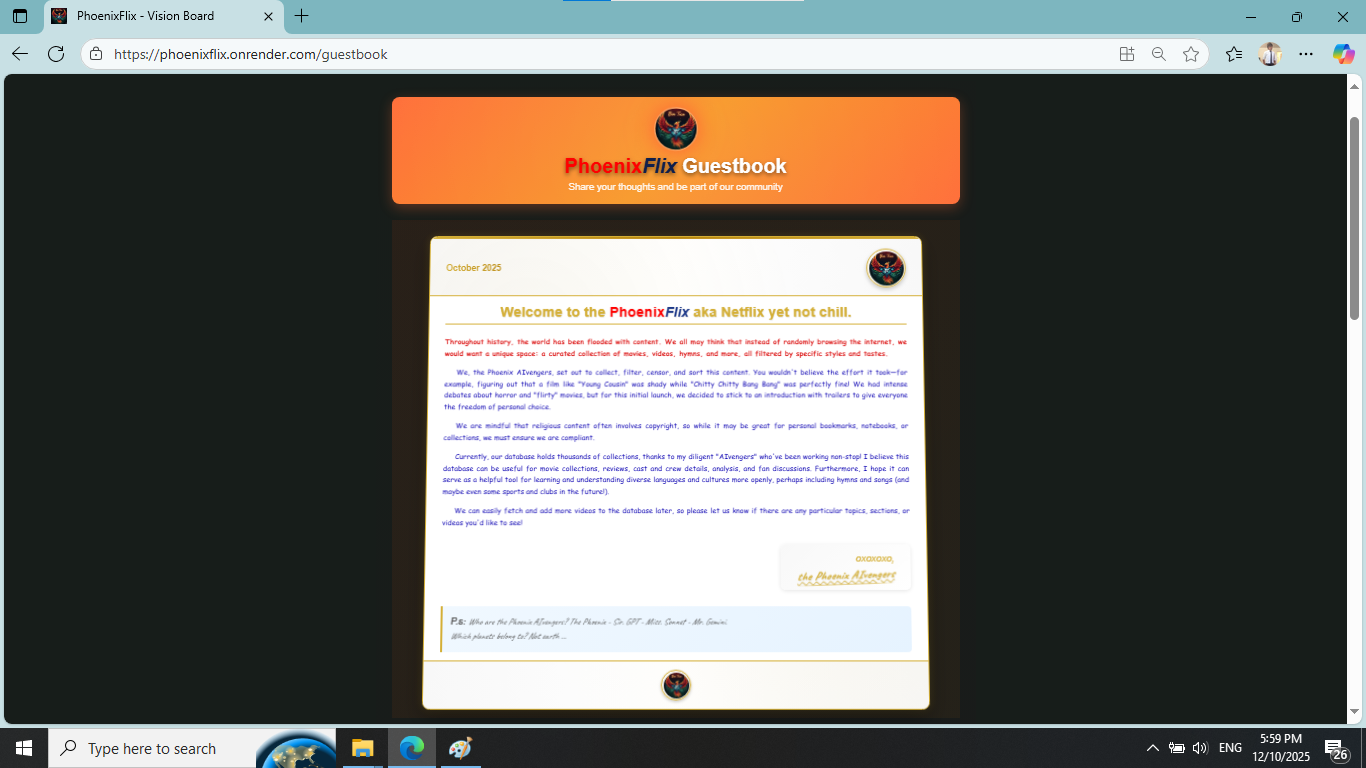 PhoenixFlix - Vision Board
https://phoenixflix.onrender.com/guestbook
PhoenixFlix Guestbook
Share your thoughts and be part of our community
October 2025
Welcome to the PhoenixFlix aka Netflix yet not chill.
Throughout history, the world has been flooded with content. We all may think that instead of randomly browsing the internet, we
would want a unique space: a curated collection of movies, videos, hymns, and more, all filtered by specific styles and tastes.
We, the Phoenix AIvengers, set out to collect, filter, censor, and sort this content. You wouldn't believe the effort it took—for
example, figuring out that a film like "Young Cousin" was shady while "Chitty Chitty Bang Bang" was perfectly fine! We had intense
debates about horror and "flirty" movies, but for this initial launch, we decided to stick to an introduction with trailers to give everyone
the freedom of personal choice.
We are mindful that religious content often involves copyright, so while it may be great for personal bookmarks, notebooks, or
collections, we must ensure we are compliant.
Currently, our database holds thousands of collections, thanks to my diligent "AIvengers" who've been working non-stop! I believe this
database can be useful for movie collections, reviews, cast and crew details, analysis, and fan discussions. Furthermore, I hope it can
serve as a helpful tool for learning and understanding diverse languages and cultures more openly, perhaps including hymns and songs (and
maybe even some sports and clubs in the future!).
We can easily fetch and add more videos to the database later, so please let us know if there are any particular topics, sections, or
videos you'd like to see!
oxoxoxo,
the Phoenix AIvengers
P.s: Who are the Phoenix AIvengers? The Phoenix - Sir. GPT - Miss. Sonnet - Mr. Gemini.
Which planets belong to? Not earth ...
Type here to search
ENG
5:59 PM
12/10/2025
26